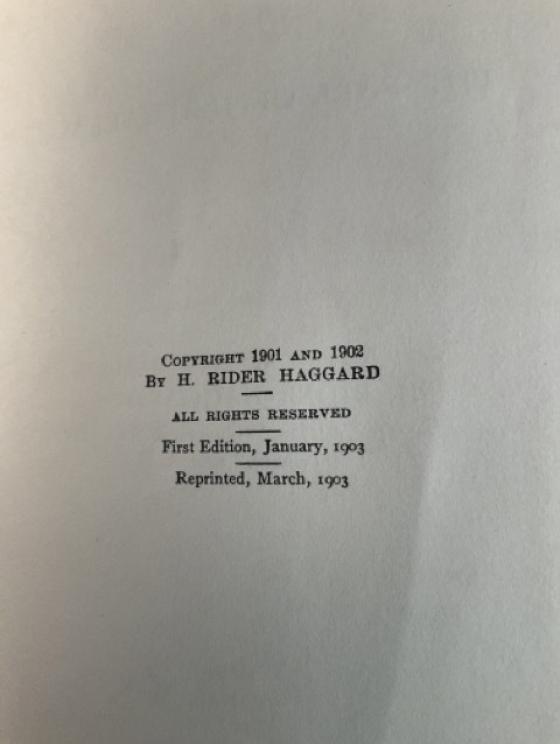 COPYRIGHT 1901 AND 1902
BY H. RIDER HAGGARD
ALL RIGHTS RESERVED
First Edition, January, 1903
Reprinted, March, 1903